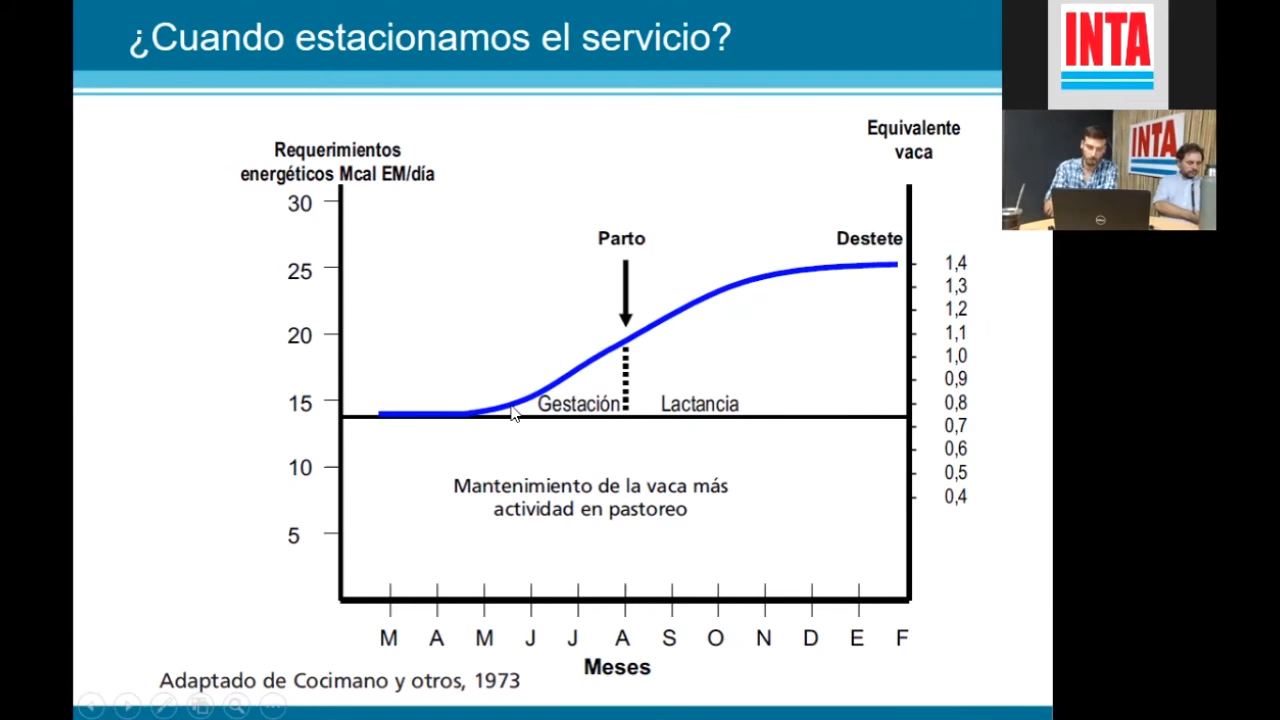 ¿Cuando estacionamos el servicio?
INTA
INTA
Requerimientos
energéticos Mcal EM/día
Equivalente
vaca
30
25
20
15
10
5
Parto
Destete
1,4
1,3
1,2
1,1
1,0
0,9
0,8
0,7
0,6
0,5
0,4
Gestación
Lactancia
Mantenimiento de la vaca más
actividad en pastoreo
M A M J J A S O N D E F
Meses
Adaptado de Cocimano y otros, 1973